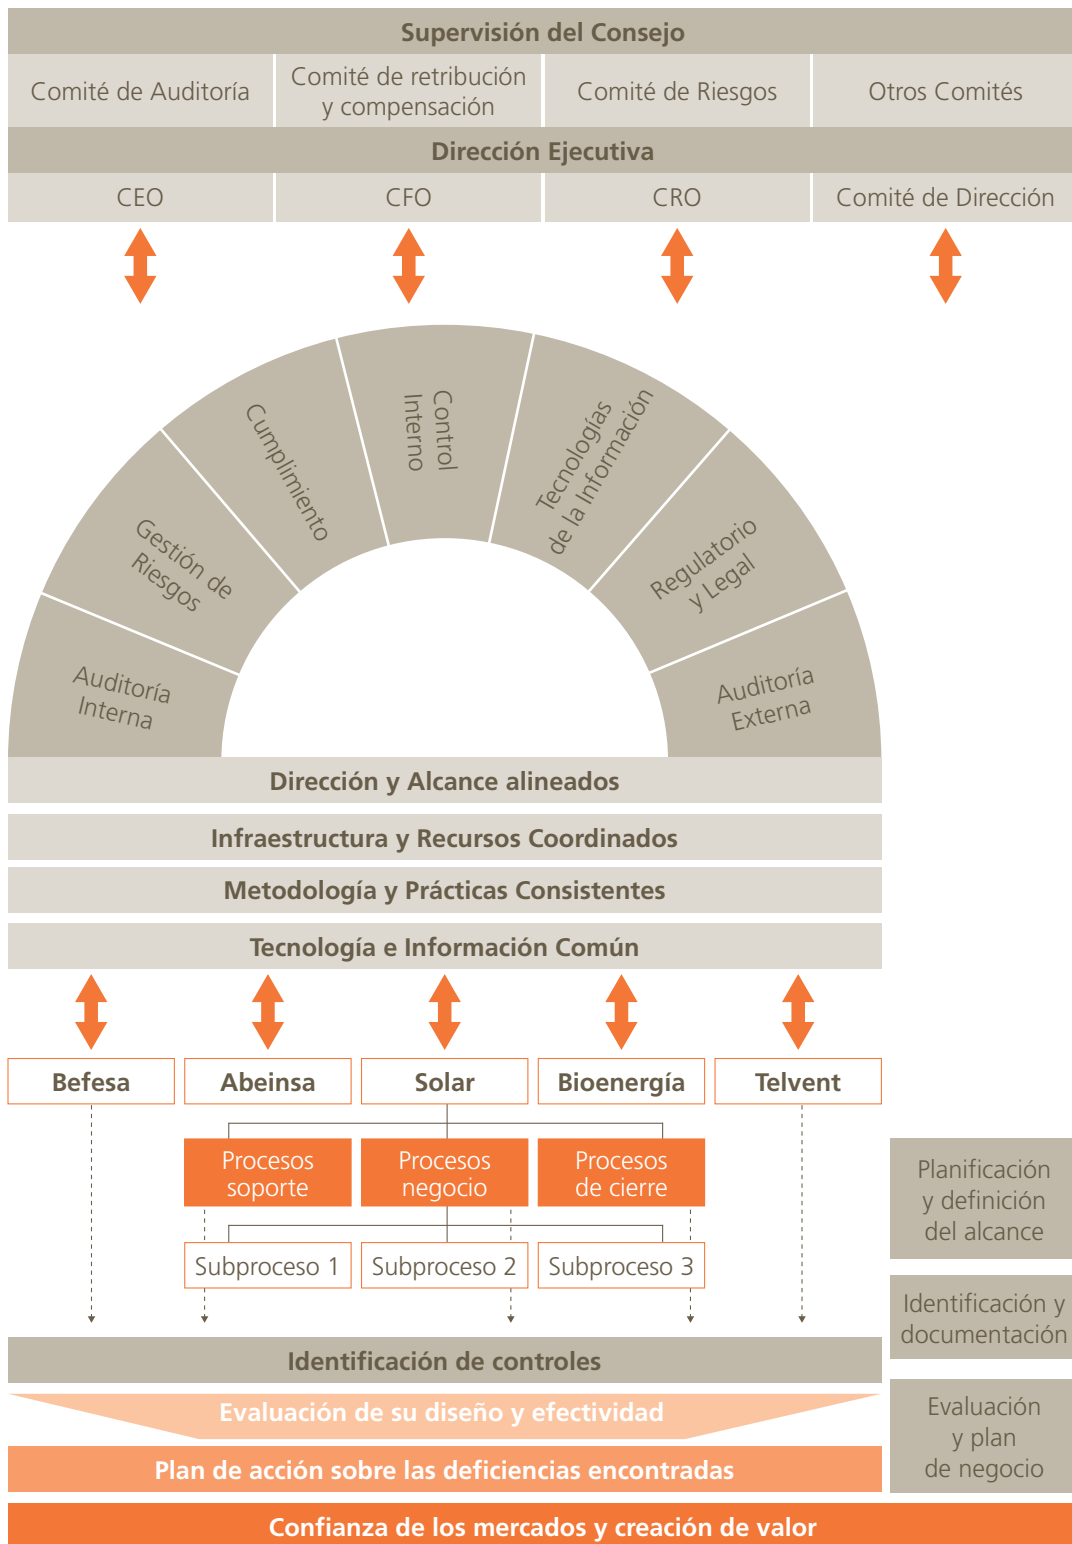 Supervisión del Consejo
Comité de Auditoría
Comité de retribución
y compensación
Comité de Riesgos
Otros Comités
Dirección Ejecutiva
CEO
CFO
CRO
Comité de Dirección
Auditoría
Interna
Gestión de
Riesgos
Cumplimiento
Control
Interno
Tecnologías
de la Información
Regulatorio
y Legal
Auditoría
Externa
Dirección y Alcance alineados
Infraestructura y Recursos Coordinados
Metodología y Prácticas Consistentes
Tecnología e Información Común
Befesa
Abeinsa
Solar
Bioenergía
Telvent
Procesos
soporte
Procesos
negocio
Procesos
de cierre
Subproceso 1
Subproceso 2
Subproceso 3
Planificación
y definición
del alcance
Identificación y
documentación
Evaluación
y plan
de negocio
Identificación de controles
Evaluación de su diseño y efectividad
Plan de acción sobre las deficiencias encontradas
Confianza de los mercados y creación de valor